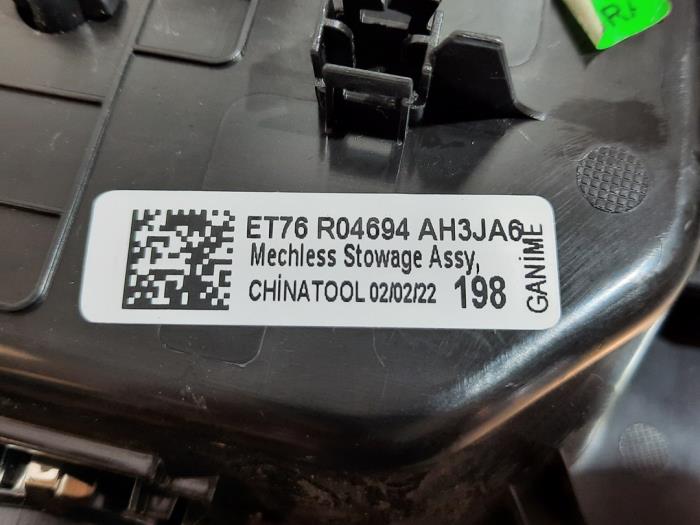 ET76 R04694 AH3JA6
Mechless Stowage Assy,
CHİNATOOL 02/02/22 198
GANİME